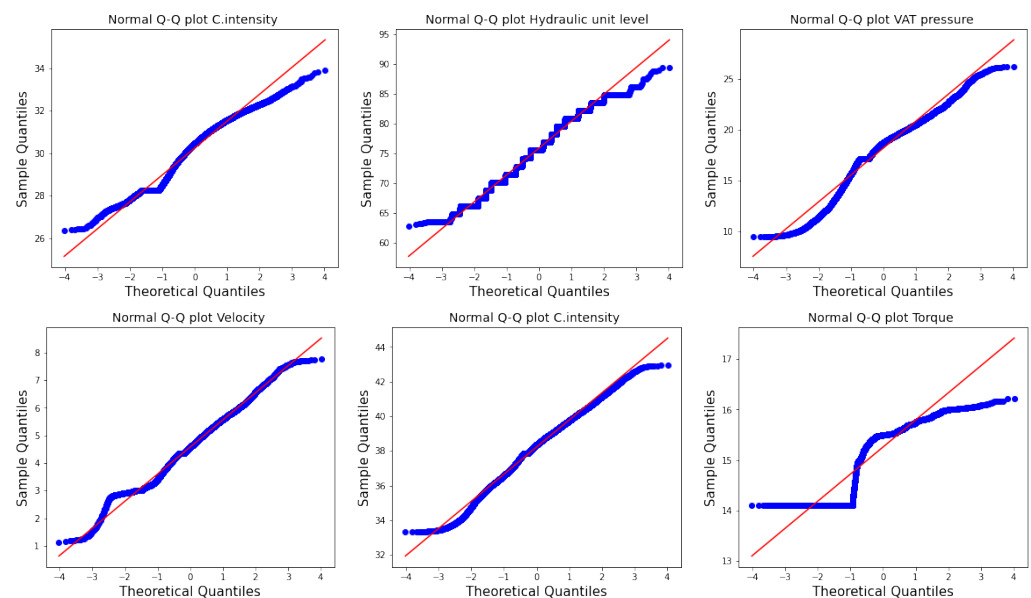 Normal Q-Q plot C.intensity
Sample Quantiles
34
32
30
28
26
−4 −3 −2 −1 0 1 2 3 4
Theoretical Quantiles
Normal Q-Q plot Hydraulic unit level
Sample Quantiles
95
90
85
80
75
70
65
60
−4 −3 −2 −1 0 1 2 3 4
Theoretical Quantiles
Normal Q-Q plot VAT pressure
Sample Quantiles
25
20
15
10
−4 −3 −2 −1 0 1 2 3 4
Theoretical Quantiles
Normal Q-Q plot Velocity
Sample Quantiles
8
7
6
5
4
3
2
1
−4 −3 −2 −1 0 1 2 3 4
Theoretical Quantiles
Normal Q-Q plot C.intensity
Sample Quantiles
44
42
40
38
36
34
32
−4 −3 −2 −1 0 1 2 3 4
Theoretical Quantiles
Normal Q-Q plot Torque
Sample Quantiles
17
16
15
14
13
−4 −3 −2 −1 0 1 2 3 4
Theoretical Quantiles